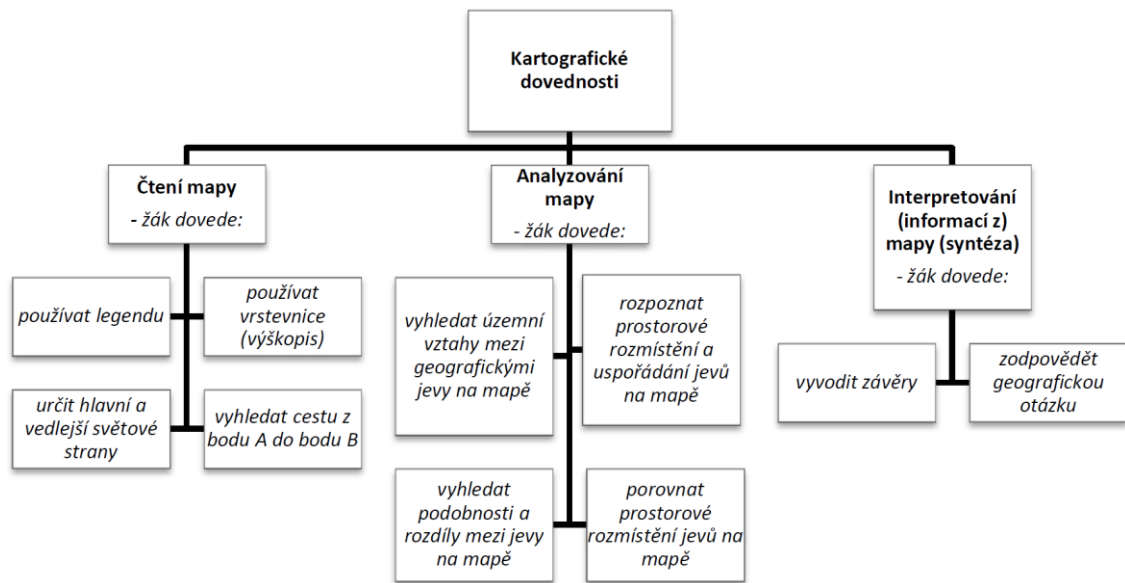 Kartografické
dovednosti
Čtení mapy
- žák dovede:
používat legendu
používat
vrstevnice
(výškopis)
určit hlavní a
vedlejší světové
strany
vyhledat cestu z
bodu A do bodu B
Analyzování
mapy
- žák dovede:
vyhledat územní
vztahy mezi
geografickými
jevy na mapě
rozpoznat
prostorové
rozmístění a
uspořádání jevů
na mapě
vyhledat
podobnosti a
rozdíly mezi jevy
na mapě
porovnat
prostorové
rozmístění jevů na
mapě
Interpretování
(informací z)
mapy (syntéza)
- žák dovede:
vyvodit závěry
zodpovědět
geografickou
otázku